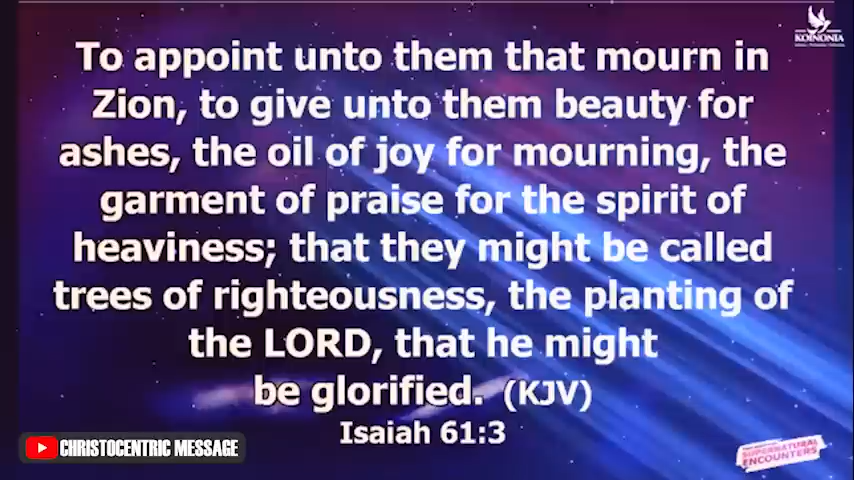 KOINONIA
To appoint unto them that mourn in
Zion, to give unto them beauty for
ashes, the oil of joy for mourning, the
garment of praise for the spirit of
heaviness; that they might be called
trees of righteousness, the planting of
the LORD, that he might
be glorified. (KJV)
Isaiah 61:3
CHRISTOCENTRIC MESSAGE
SUPERNATURAL
ENCOUNTERS